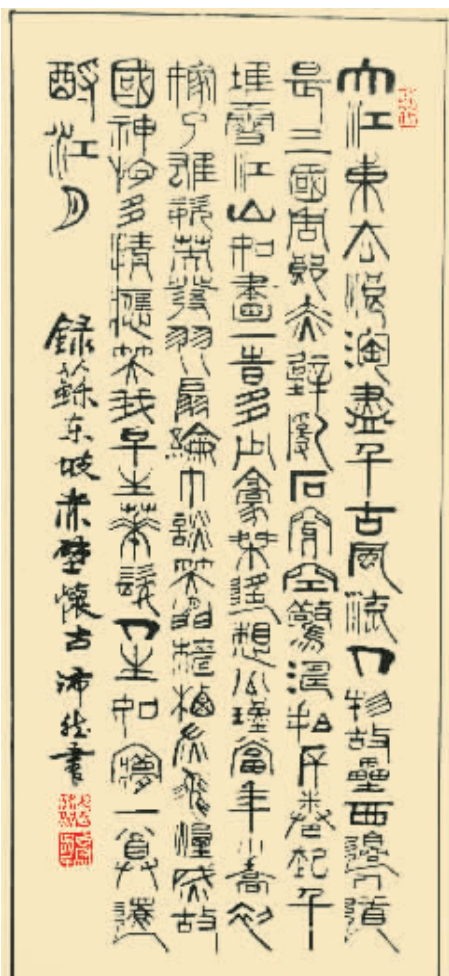 大江東去浪淘盡千古風流人物故壘西邊人道
是三國周郎赤壁亂石穿空驚濤拍岸卷起千
堆雪江山如畫一時多少豪傑遙想公瑾當年小喬初
嫁了雄姿英發羽扇綸巾談笑間檣櫓灰飛煙滅故
國神游多情應笑我早生華髮人生如夢一尊還
酹江月 錄蘇东坡赤壁懷古 沛書